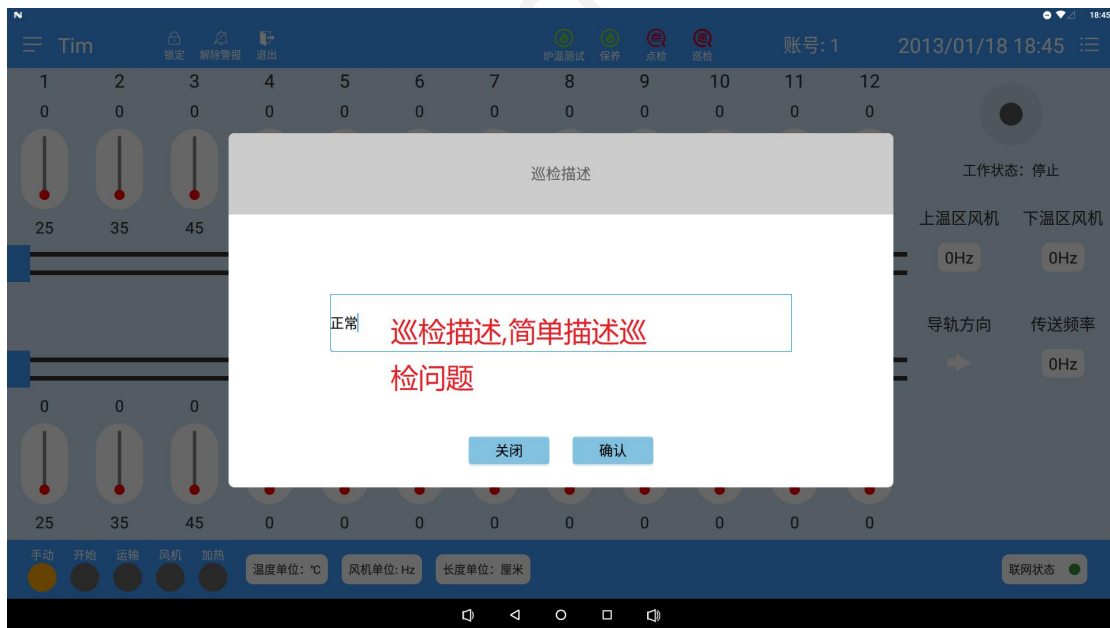 18:45
Tim
锁定 解除警报 退出
炉温测试 保养 点检 巡检
账号: 1
2013/01/18 18:45
1 2 3 4 5 6 7 8 9 10 11 12
0 0 0 0 0 0 0 0 0 0 0 0
巡检描述
工作状态: 停止
25 35 45
上温区风机 下温区风机
0Hz 0Hz
正常
巡检描述,简单描述巡
检问题
导轨方向 传送频率
0Hz
0 0 0
关闭 确认
25 35 45 0 0 0 0 0 0 0 0 0
手动 开始 运输 风机 加热
温度单位: ℃ 风机单位: Hz 长度单位: 厘米
联网状态